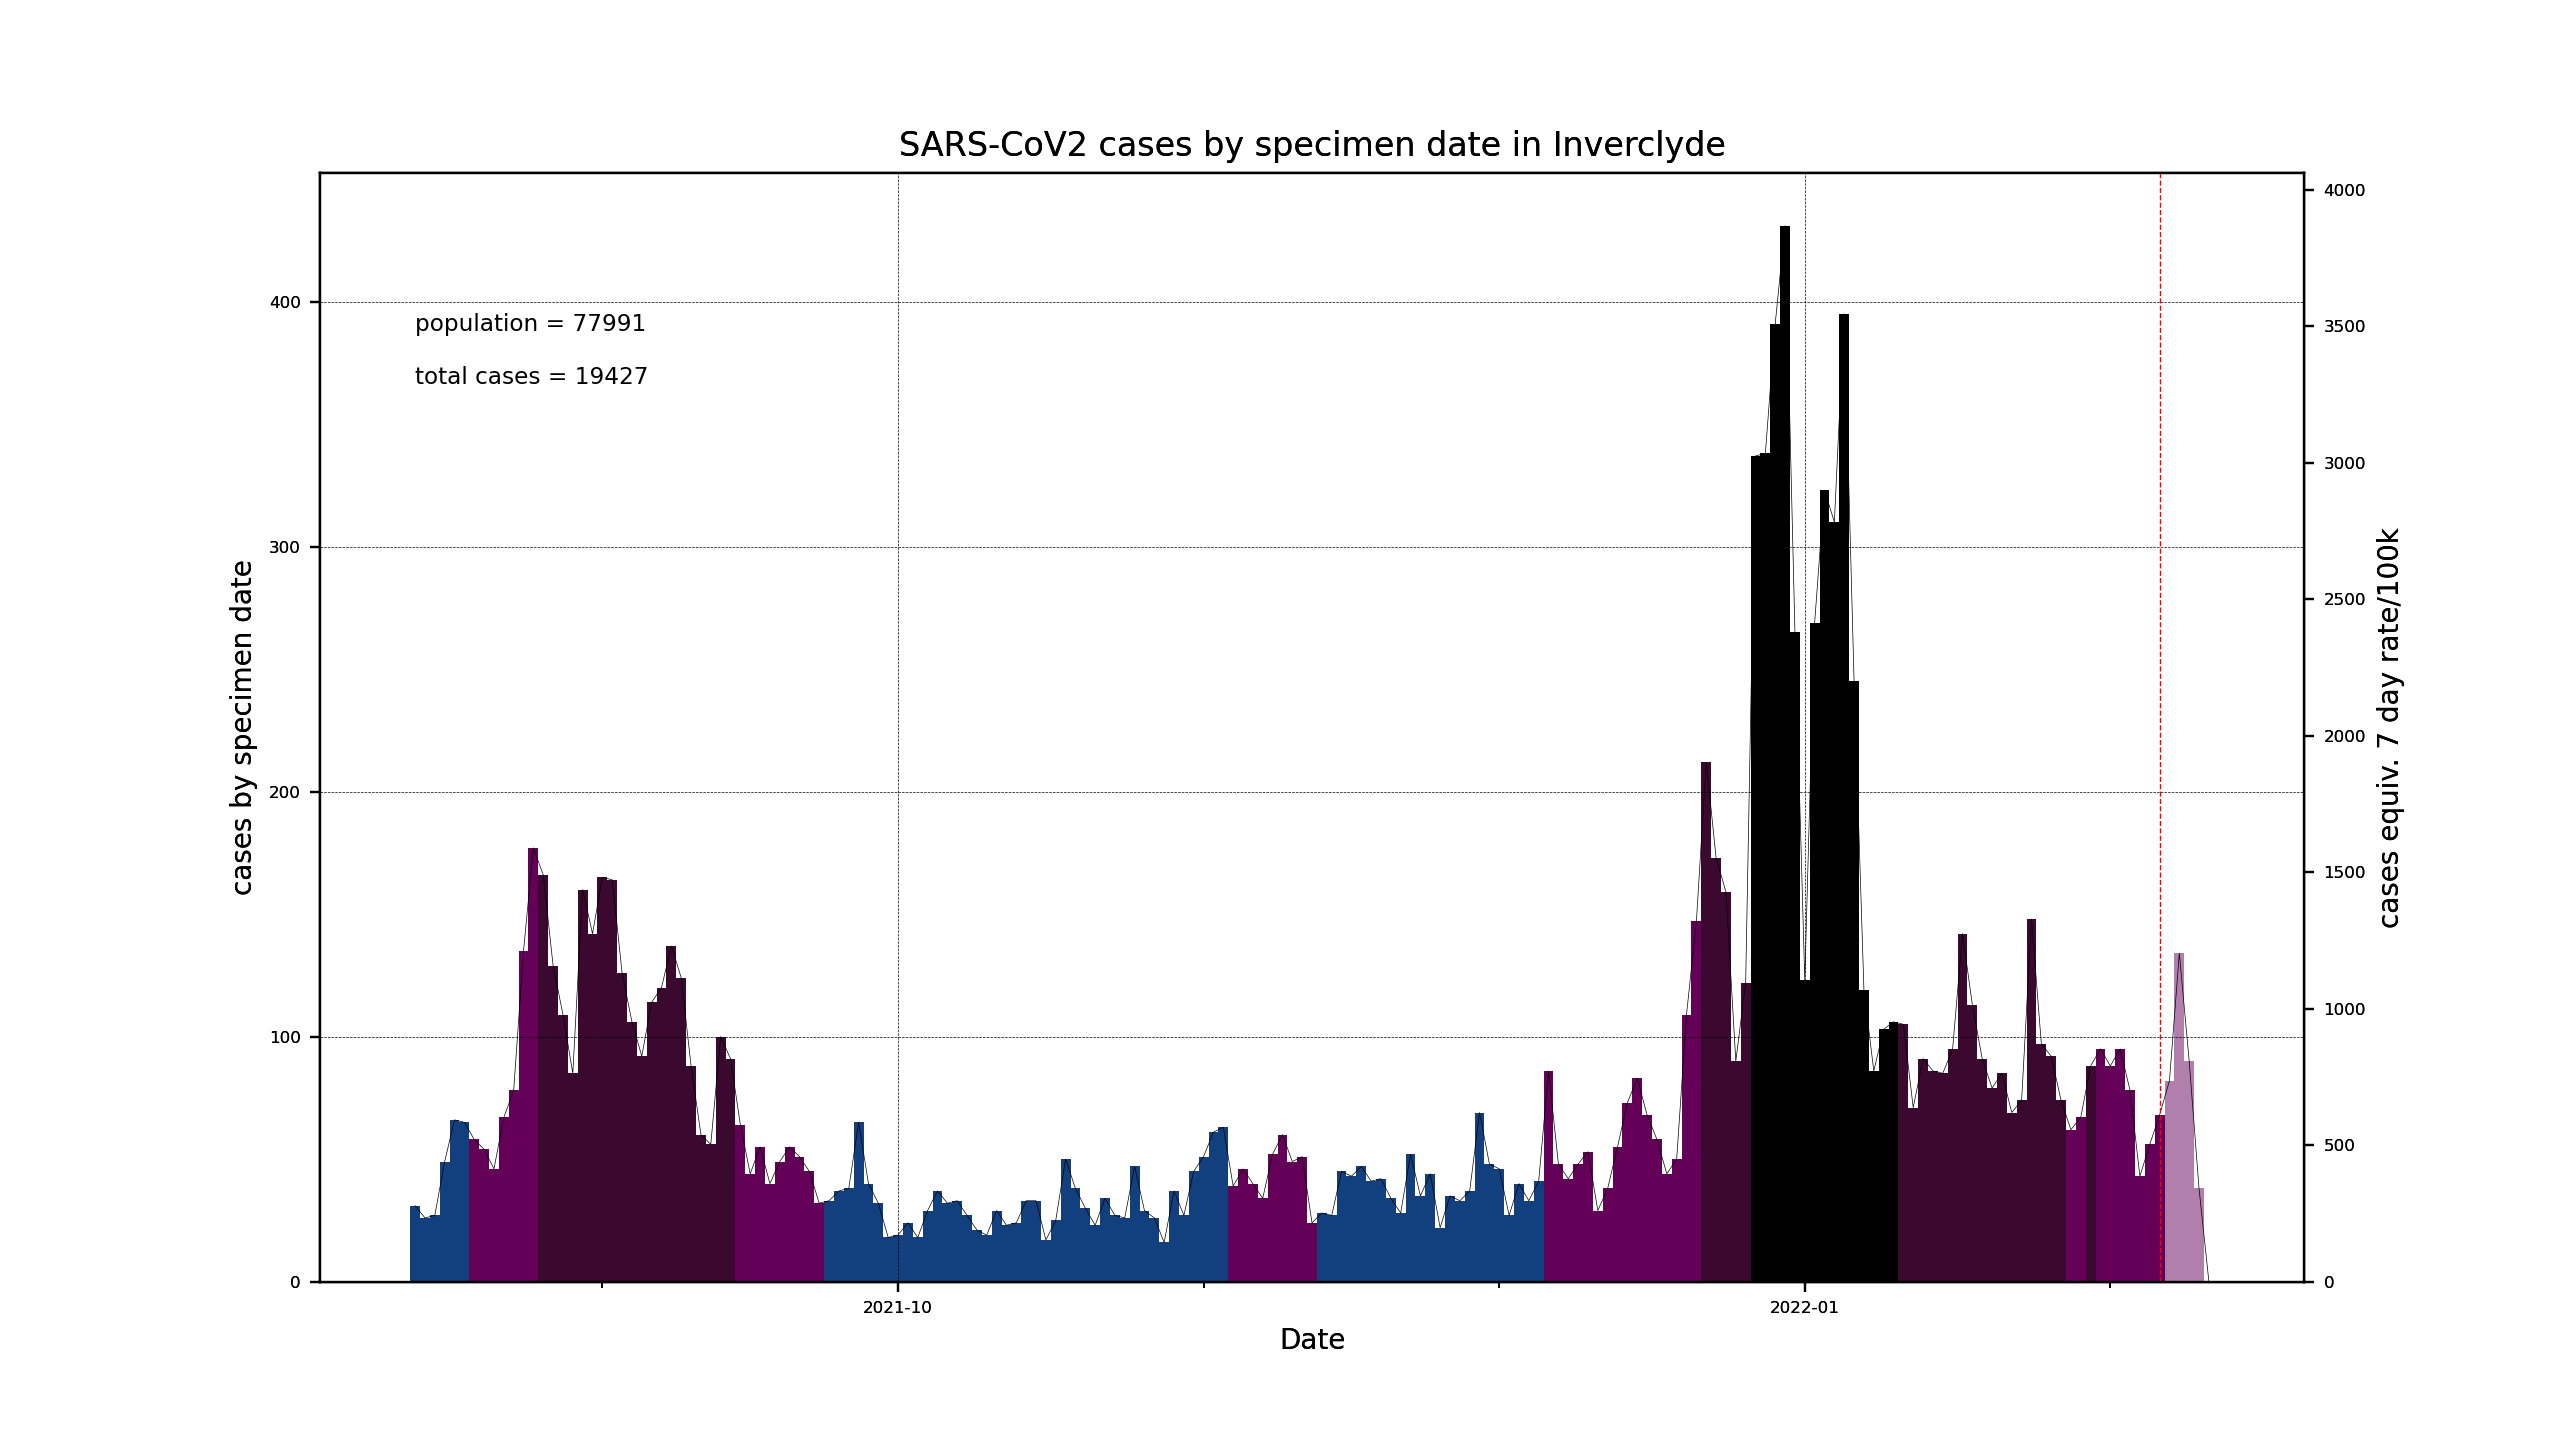 SARS-CoV2 cases by specimen date in Inverclyde
population = 77991
total cases = 19427
cases by specimen date
400
300
200
100
0
4000
3500
3000
2500
2000
1500
1000
500
0
cases equiv. 7 day rate/100k
2021-10
2022-01
Date